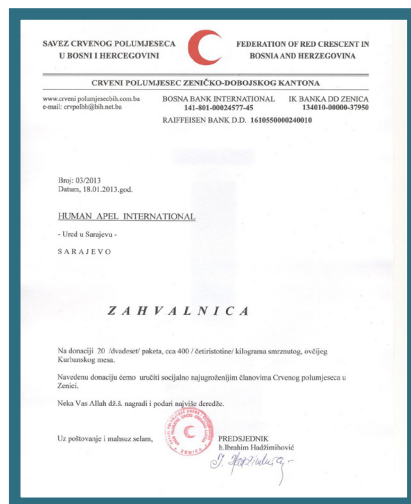 SAVEZ CRVENOG POLUMJESECA
U BOSNI I HERCEGOVINI
FEDERATION OF RED CRESCENT IN
BOSNIA AND HERZEGOVINA
CRVENI POLUMJESEC ZENIČKO-DOBOJSKOG KANTONA
www.crveni polumjesecbih.com.ba
e-mail: crvpolbh@bih.net.ba
BOSNA BANK INTERNATIONAL
141-801-00024577-45
IK BANKA DD ZENICA
134010-00000-37950
RAIFFEISEN BANK D.D. 1610550000240010
Broj: 03/2013
Datum, 18.01.2013.god.
HUMAN APEL INTERNATIONAL
- Ured u Sarajevu -
S A R A J E V O
Z A H V A L N I C A
Na donaciji 20 /dvadeset/ paketa, cca 400 / četiristotine/ kilograma smrznutog, ovčijeg
Kurbanskog mesa.
Navedenu donaciju ćemo uručiti socijalno najugroženijim članovima Crvenog polumjeseca u
Zenici.
Neka Vas Allah dž.š. nagradi i podari najviše deredže.
Uz poštovanje i mahsuz selam,
PREDSJEDNIK
h.Ibrahim Hadžimihović